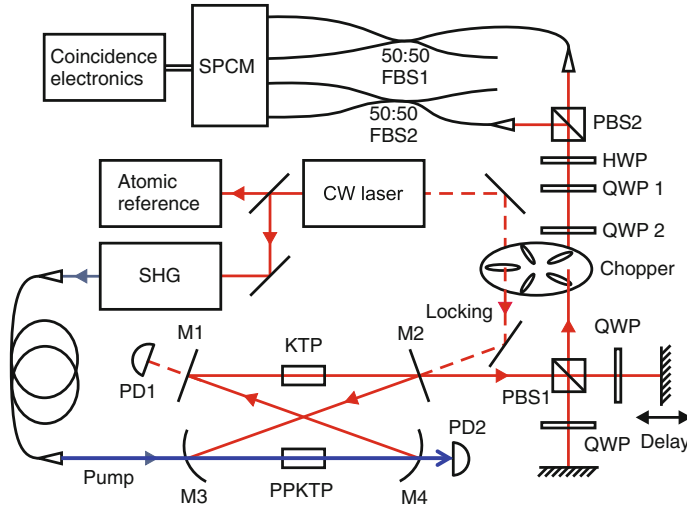 Coincidence
electronics
SPCM
50:50
FBS1
50:50
FBS2
PBS2
HWP
QWP 1
QWP 2
Chopper
Atomic
reference
CW laser
SHG
Locking
M1
KTP
M2
QWP
PD1
PBS1
PD2
QWP
Delay
Pump
M3
PPKTP
M4